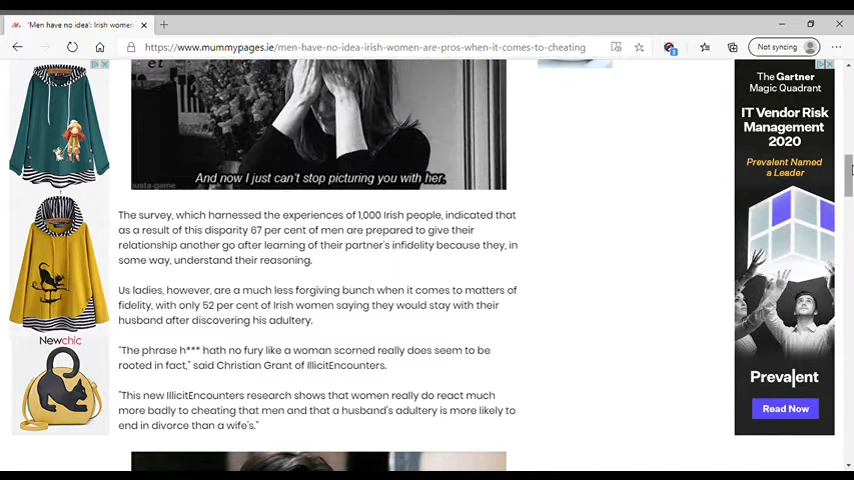 'Men have no idea': Irish women
Not syncing
https://www.mummypages.ie/men-have-no-idea-irish-women-are-pros-when-it-comes-to-cheating
And now I just can't stop picturing you with her.
The survey, which harnessed the experiences of 1,000 Irish people, indicated that
as a result of this disparity 67 per cent of men are prepared to give their
relationship another go after learning of their partner's infidelity because they, in
some way, understand their reasoning.
Us ladies, however, are a much less forgiving bunch when it comes to matters of
fidelity, with only 52 per cent of Irish women saying they would stay with their
husband after discovering his adultery.
"The phrase h*** hath no fury like a woman scorned really does seem to be
rooted in fact," said Christian Grant of IllicitEncounters.
"This new IllicitEncounters research shows that women really do react much
more badly to cheating that men and that a husband's adultery is more likely to
end in divorce than a wife's."
Newchic
The Gartner
Magic Quadrant
IT Vendor Risk
Management
2020
Prevalent Named
a Leader
Prevalent
Read Now